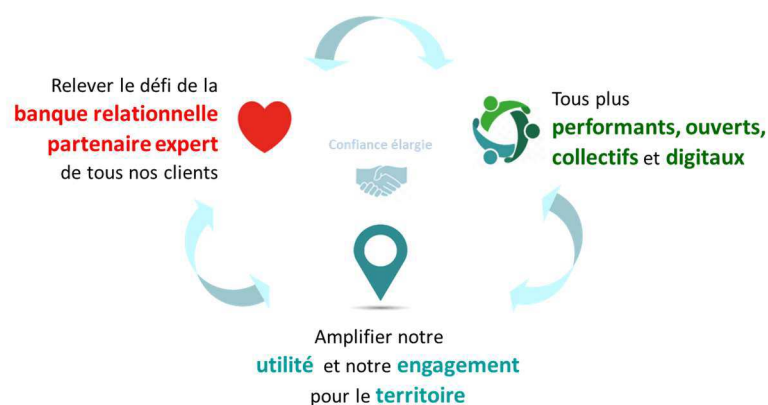 Relever le défi de la
banque relationnelle
partenaire expert
de tous nos clients
Confiance élargie
Tous plus
performants, ouverts,
collectifs et digitaux
Amplifier notre
utilité et notre engagement
pour le territoire